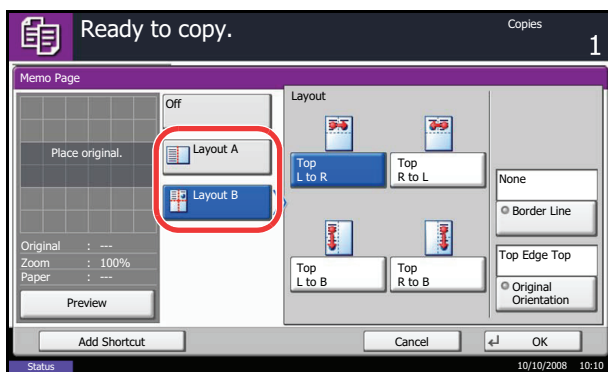 Ready to copy.
Copies
1
Memo Page
Place original.
Original : ---
Zoom : 100%
Paper : ---
Preview
Off
Layout A
Layout B
Layout
Top
L to R
Top
R to L
Top
L to B
Top
R to B
None
Border Line
Top Edge Top
Original
Orientation
Add Shortcut
Cancel
OK
Status
10/10/2008 10:10